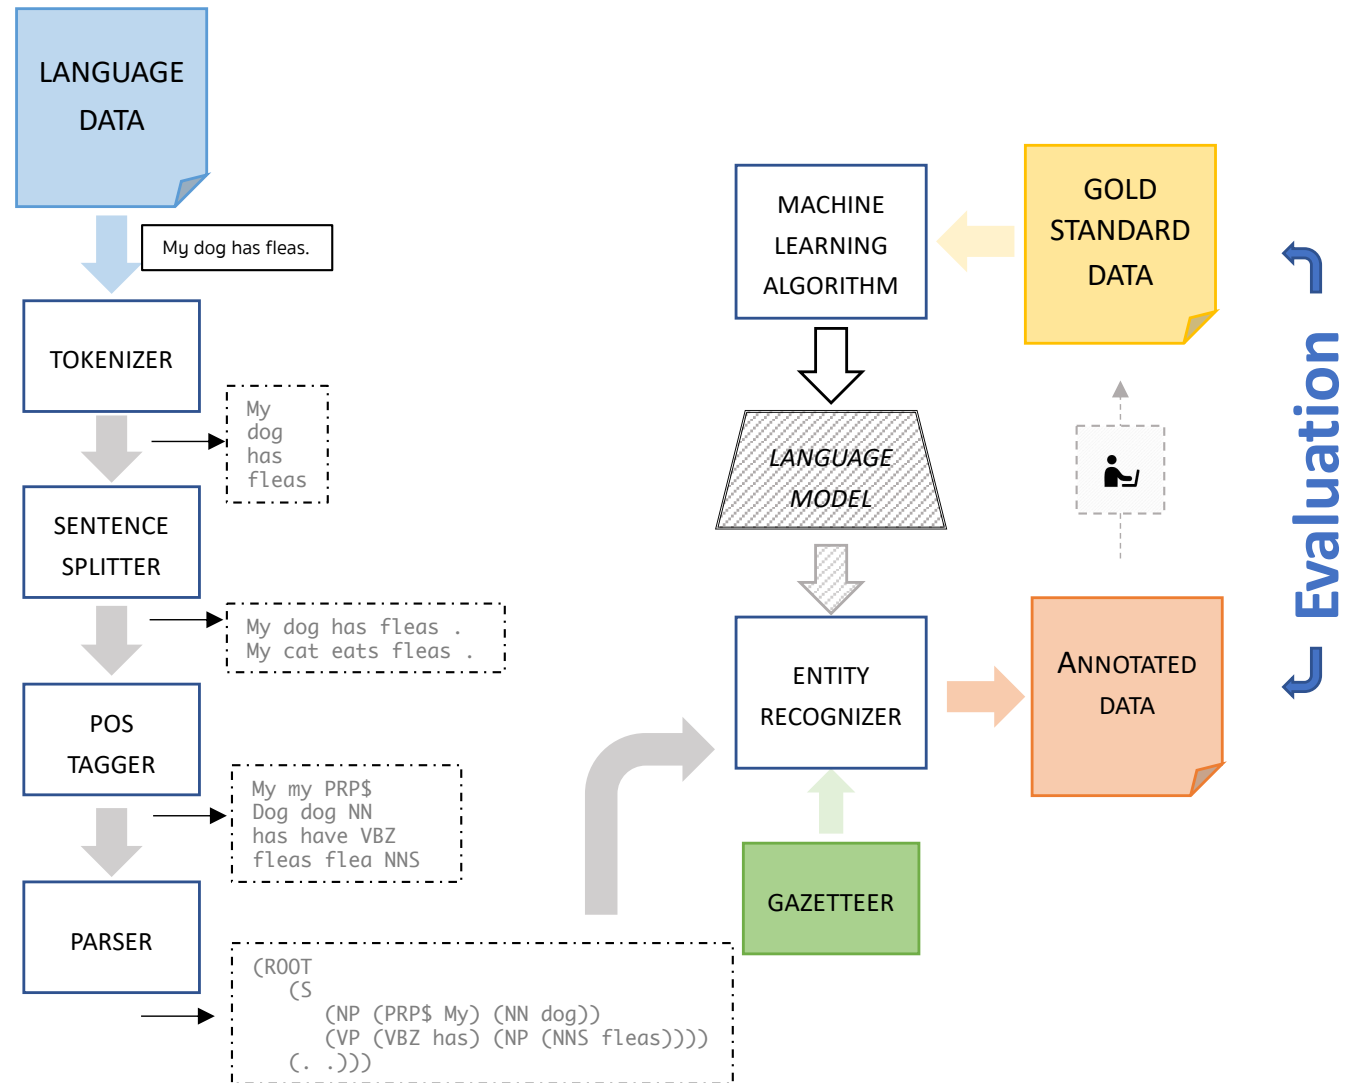 LANGUAGE
DATA
My dog has fleas.
TOKENIZER
My
dog
has
fleas
SENTENCE
SPLITTER
My dog has fleas .
My cat eats fleas .
POS
TAGGER
My my PRP$
Dog dog NN
has have VBZ
fleas flea NNS
PARSER
(ROOT
(S
(NP (PRP$ My) (NN dog))
(VP (VBZ has) (NP (NNS fleas))))
(. .)))
MACHINE
LEARNING
ALGORITHM
LANGUAGE
MODEL
ENTITY
RECOGNIZER
GAZETTEER
GOLD
STANDARD
DATA
ANNOTATED
DATA
Evaluation